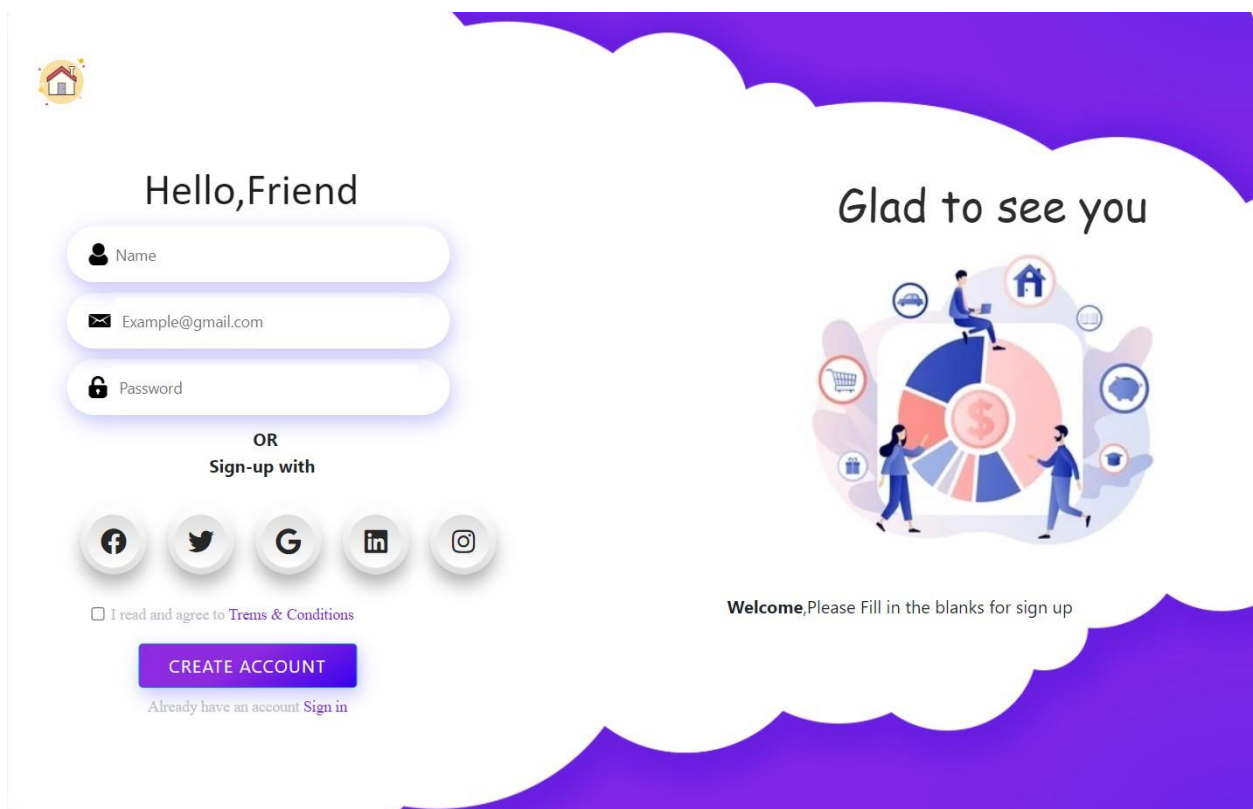 Hello,Friend
Name
Example@gmail.com
Password
OR
Sign-up with
I read and agree to Trems & Conditions
CREATE ACCOUNT
Already have an account Sign in
Glad to see you
$
Welcome,Please Fill in the blanks for sign up